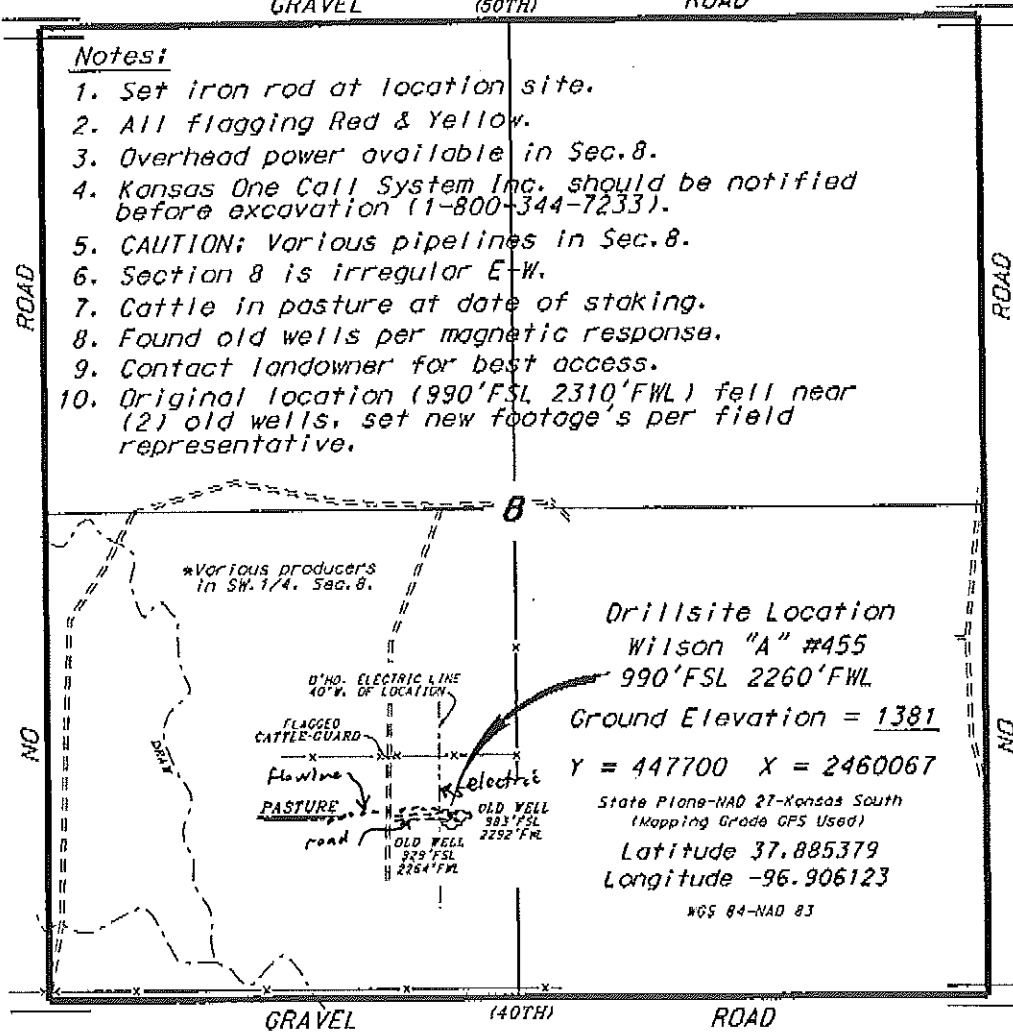 GRAVEL (50TH) ROAD
Notes:
1. Set iron rod at location site.
2. All flagging Red & Yellow.
3. Overhead power available in Sec.8.
4. Kansas One Call System Inc. should be notified
before excavation (1-800-344-7233).
5. CAUTION: Various pipelines in Sec.8.
6. Section 8 is irregular E-W.
7. Cattle in pasture at date of staking.
8. Found old wells per magnetic response.
9. Contact landowner for best access.
10. Original location (990'FSL 2310'FWL) fell near
(2) old wells, set new footage's per field
representative.
ROAD
ROAD
8
*Various producers
in SW.1/4. Sec.8.
Drillsite Location
Wilson "A" #455
990'FSL 2260'FWL
Ground Elevation = 1381
Y = 447700 X = 2460067
State Plane-NAD 27-Kansas South
(Mapping Grade GPS Used)
Latitude 37.885379
Longitude -96.906123
WGS 84-NAD 83
O'HD. ELECTRIC LINE
40'W. OF LOCATION
FLAGGED
CATTLE-GUARD
flowline
electric
PASTURE
road
OLD WELL
983'FSL
2292'FWL
OLD WELL
929'FSL
2264'FWL
DRAW
NO
NO
GRAVEL (40TH) ROAD